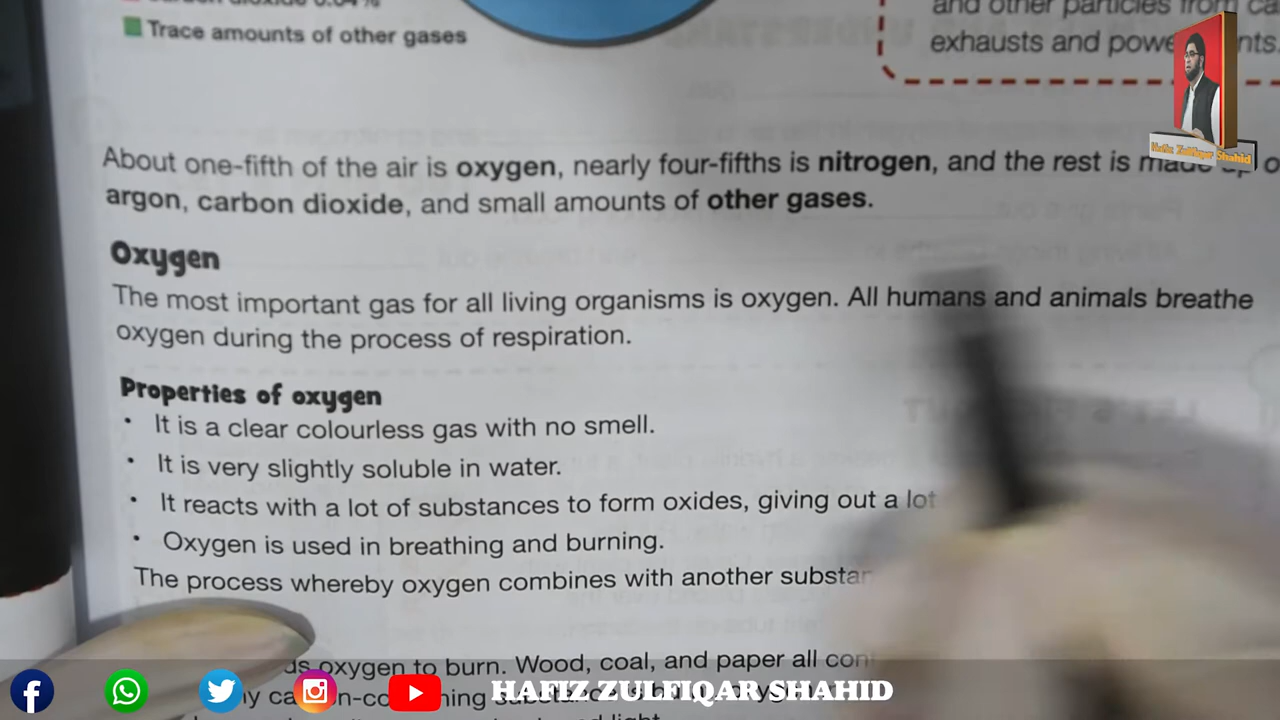 Trace amounts of other gases
and other particles from
exhausts and
Hafiz Zulfiqar Shahid
About one-fifth of the air is oxygen, nearly four-fifths is nitrogen, and the rest is made up
argon, carbon dioxide, and small amounts of other gases.
Oxygen
The most important gas for all living organisms is oxygen. All humans and animals breathe
oxygen during the process of respiration.
Properties of oxygen
• It is a clear colourless gas with no smell.
• It is very slightly soluble in water.
• It reacts with a lot of substances to form oxides, giving out a lot
• Oxygen is used in breathing and burning.
The process whereby oxygen combines with another
oxygen to burn. Wood, coal, and paper all
HAFIZ ZULFIQAR SHAHID